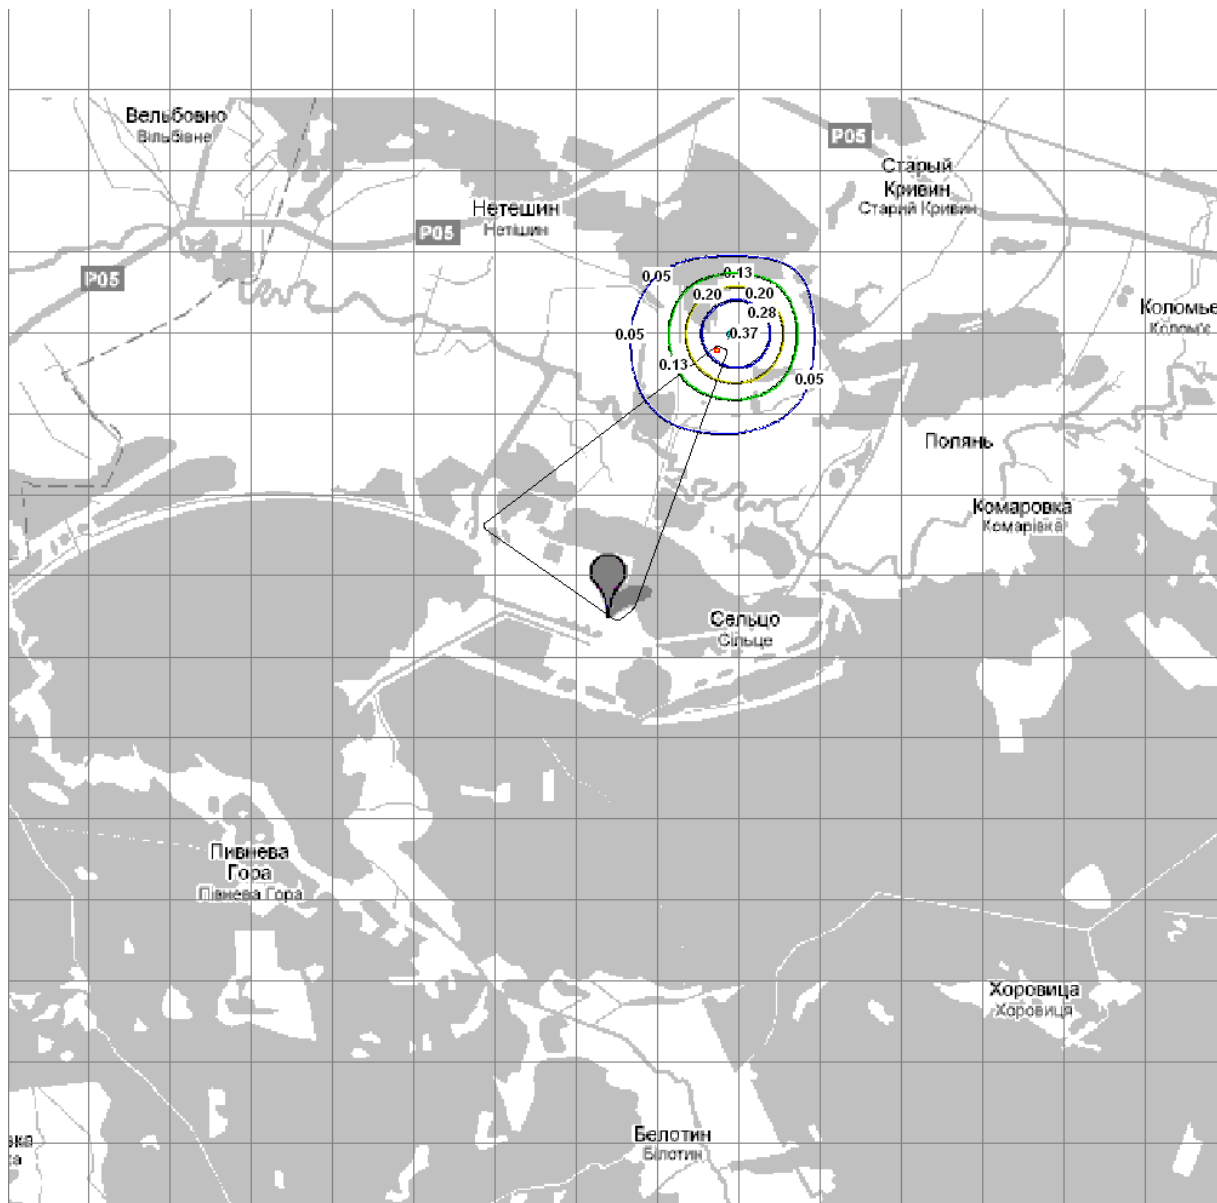 Вельбовно
Вільбівне
P05
Старый
Кривин
Старий Кривин
Нетешин
Нетішин
P05
P05
Коломье
Коломʼє
0.05
0.13
0.20
0.20
0.28
0.05
0.37
0.13
0.05
Полянь
Комаровка
Комарівка
Сельцо
Сільце
Пивнева
Гора
Півнева Гора
Хоровица
Хоровиця
Белотин
Білотин